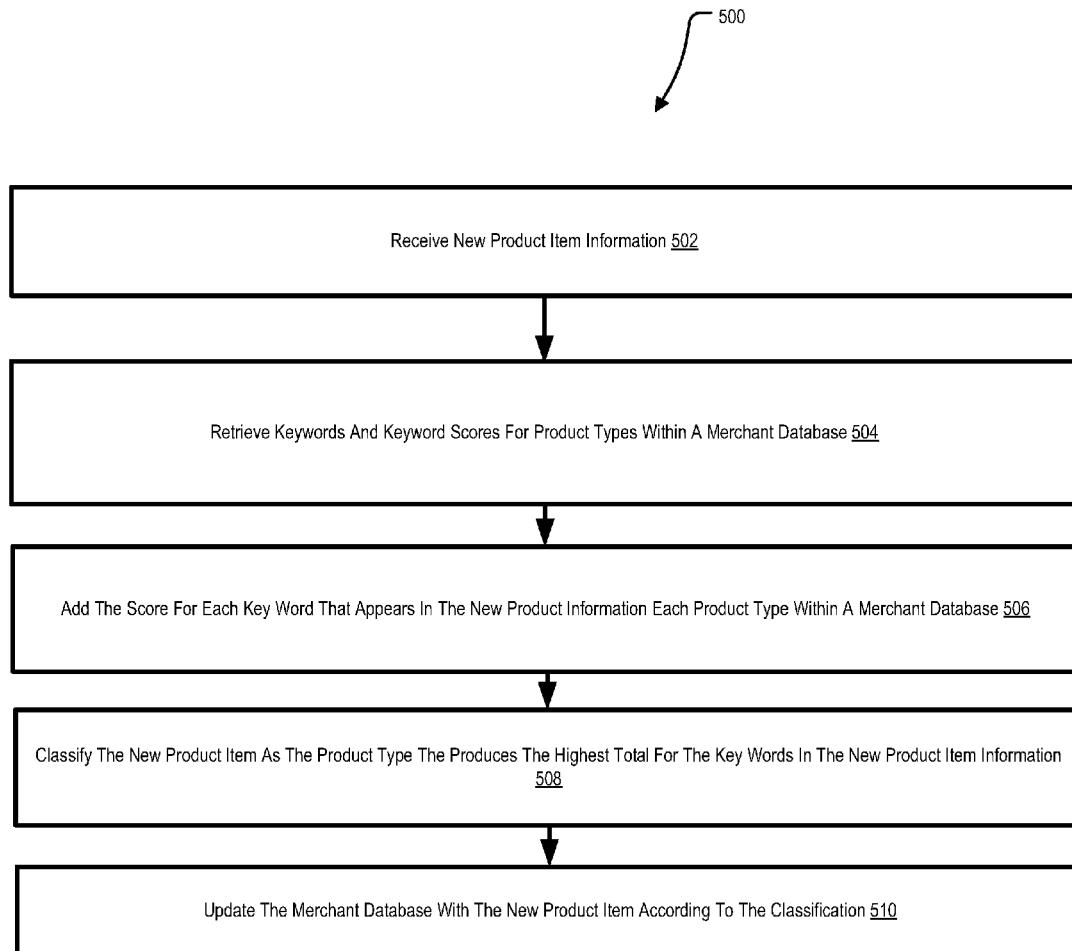 500
Receive New Product Item Information 502
Retrieve Keywords And Keyword Scores For Product Types Within A Merchant Database 504
Add The Score For Each Key Word That Appears In The New Product Information Each Product Type Within A Merchant Database 506
Classify The New Product Item As The Product Type The Produces The Highest Total For The Key Words In The New Product Item Information
508
Update The Merchant Database With The New Product Item According To The Classification 510